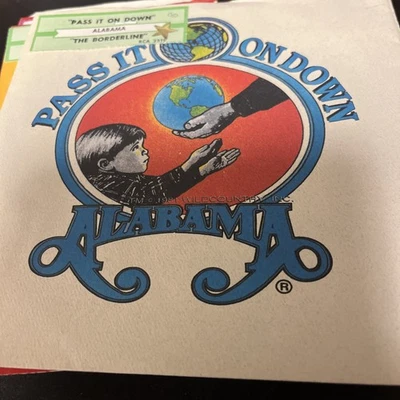 "PASS IT ON DOWN"
ALABAMA
"THE BORDERLINE"
PASS IT ON DOWN
ALABAMA
®